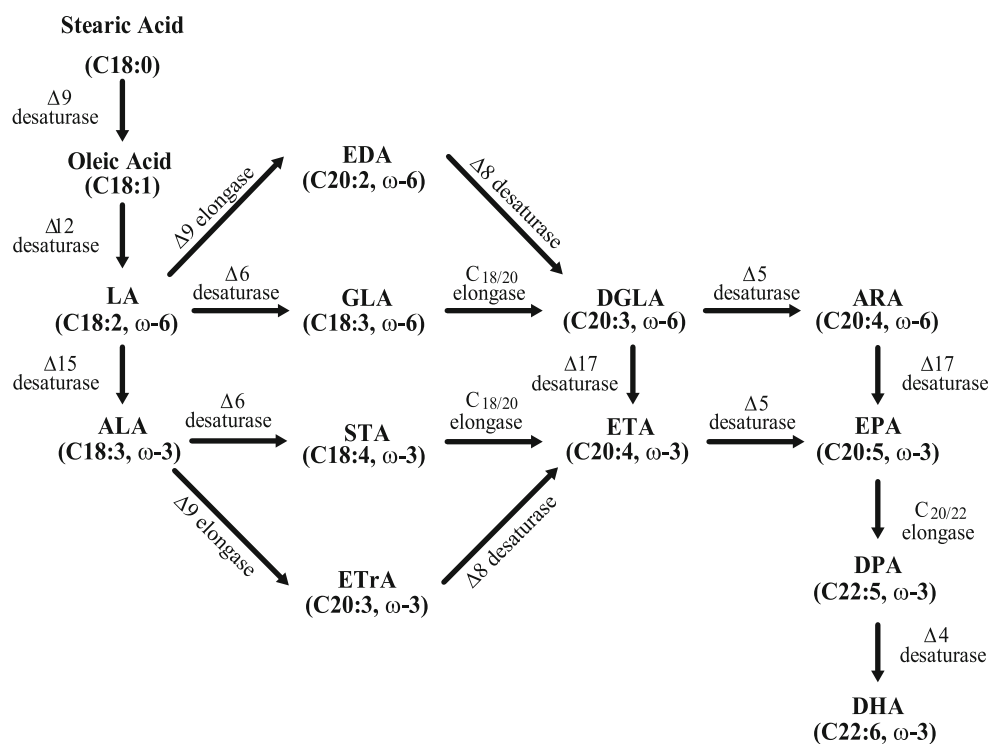 Stearic Acid
(C18:0)
Δ9
desaturase
Oleic Acid
(C18:1)
Δ12
desaturase
EDA
(C20:2, ω-6)
Δ9 elongase
Δ8 desaturase
LA
(C18:2, ω-6)
Δ6
desaturase
GLA
(C18:3, ω-6)
C18/20
elongase
DGLA
(C20:3, ω-6)
Δ5
desaturase
ARA
(C20:4, ω-6)
Δ15
desaturase
Δ17
desaturase
Δ17
desaturase
ALA
(C18:3, ω-3)
Δ6
desaturase
STA
(C18:4, ω-3)
C18/20
elongase
ETA
(C20:4, ω-3)
Δ5
desaturase
EPA
(C20:5, ω-3)
Δ9 elongase
Δ8 desaturase
C20/22
elongase
ETrA
(C20:3, ω-3)
DPA
(C22:5, ω-3)
Δ4
desaturase
DHA
(C22:6, ω-3)